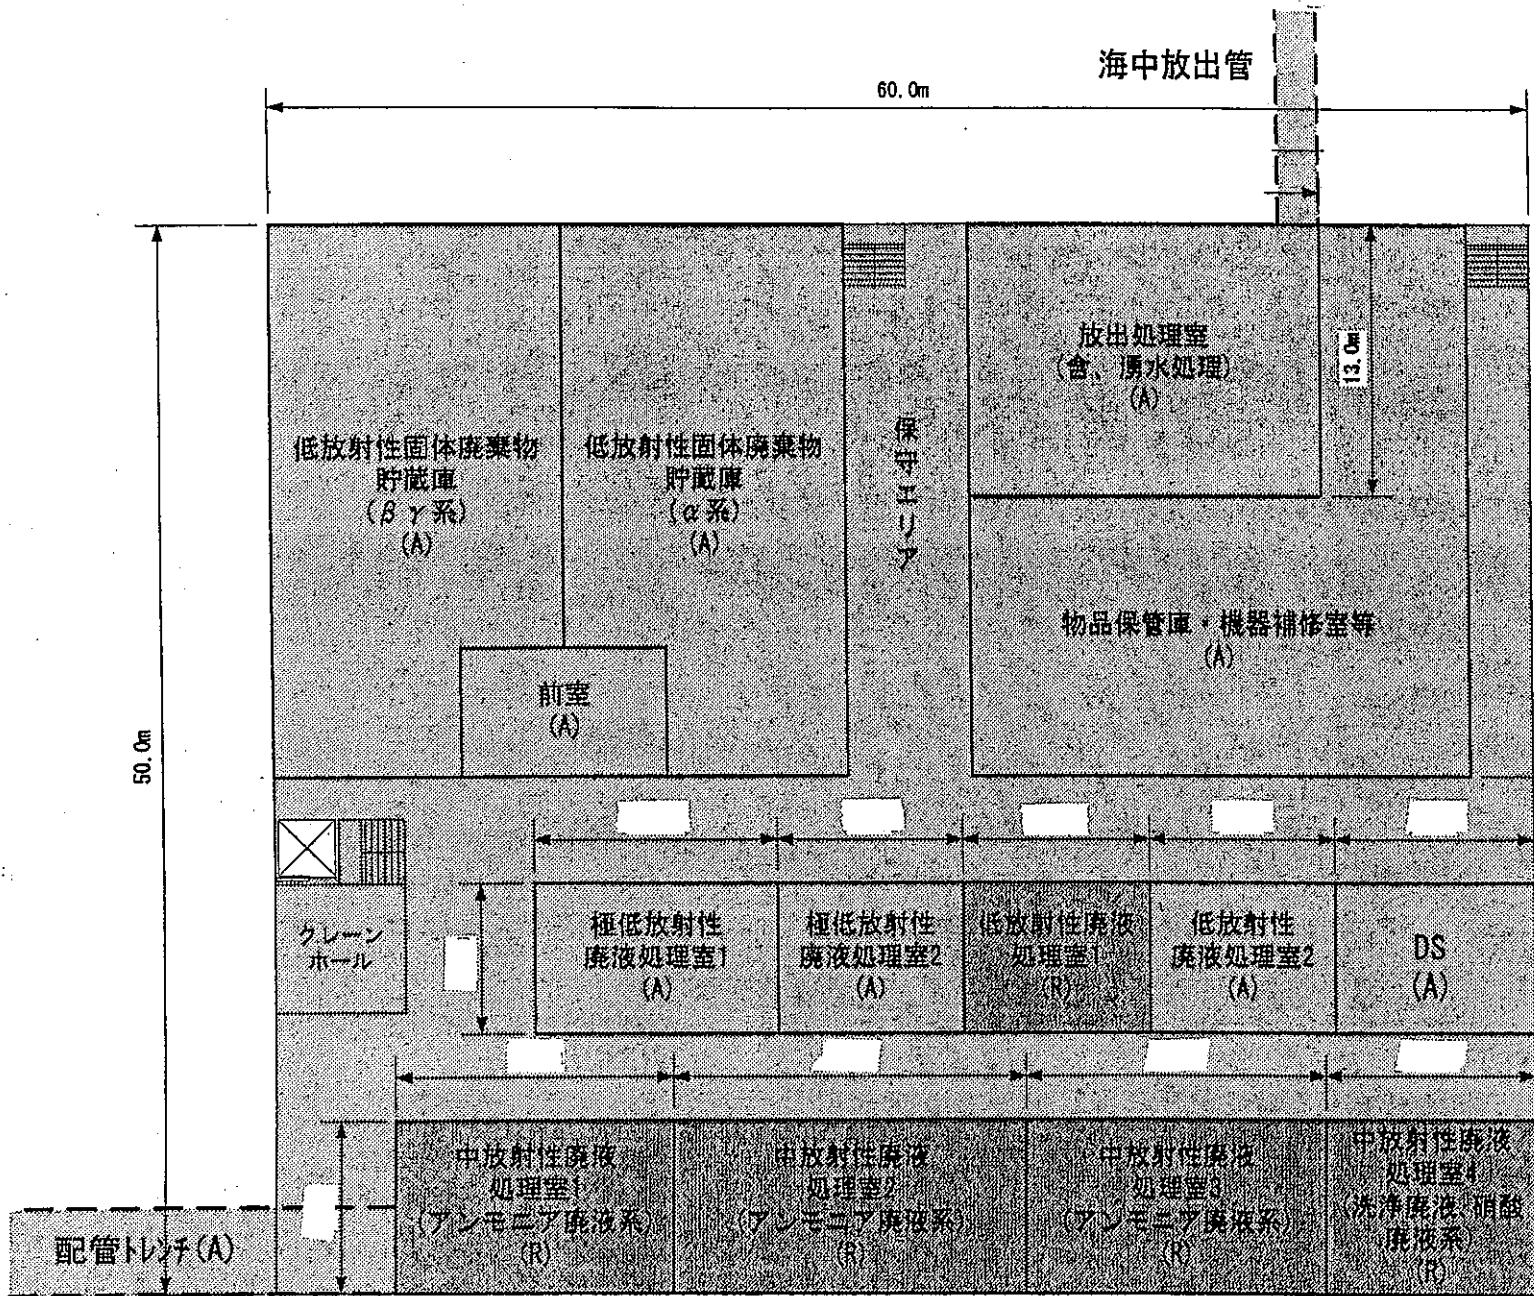 海中放出管
60.0m
放出処理室
(含、湧水処理)
(A)
13.0m
低放射性固体廃棄物
貯蔵庫
(βγ系)
(A)
低放射性固体廃棄物
貯蔵庫
(α系)
(A)
保守エリア
物品保管庫・機器補修室等
(A)
前室
(A)
50.0m
クレーン
ホール
極低放射性
廃液処理室1
(A)
極低放射性
廃液処理室2
(A)
低放射性廃液
処理室1
(R)
低放射性
廃液処理室2
(A)
DS
(A)
中放射性廃液
処理室1
(アンモニア廃液系)
(R)
中放射性廃液
処理室2
(アンモニア廃液系)
(R)
中放射性廃液
処理室3
(アンモニア廃液系)
(R)
中放射性廃液
処理室4
(洗浄廃液、硝酸
廃液系)
(R)
配管トレンチ(A)